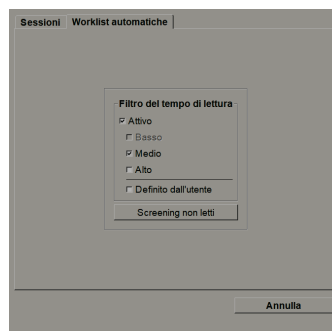 Sessioni Worklist automatiche
Filtro del tempo di lettura
Attivo
Basso
Medio
Alto
Definito dall'utente
Screening non letti
Annulla